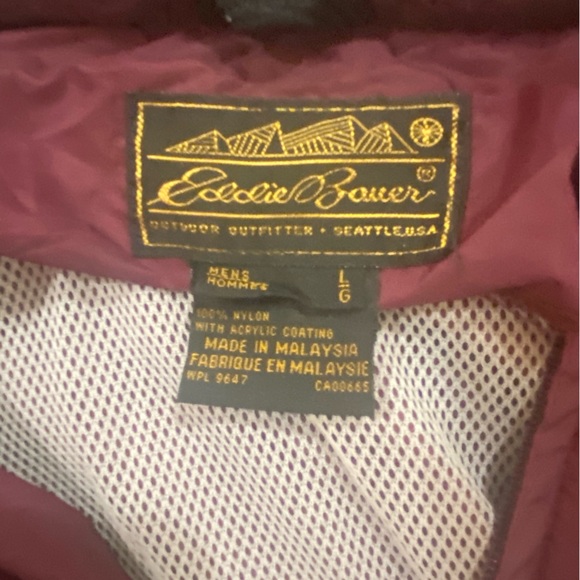 Eddie Bauer®
OUTDOOR OUTFITTER • SEATTLE, U.S.A
MENS
HOMMES
L
G
100% NYLON
WITH ACRYLIC COATING
MADE IN MALAYSIA
FABRIQUE EN MALAYSIE
WPL 9647 CA00665